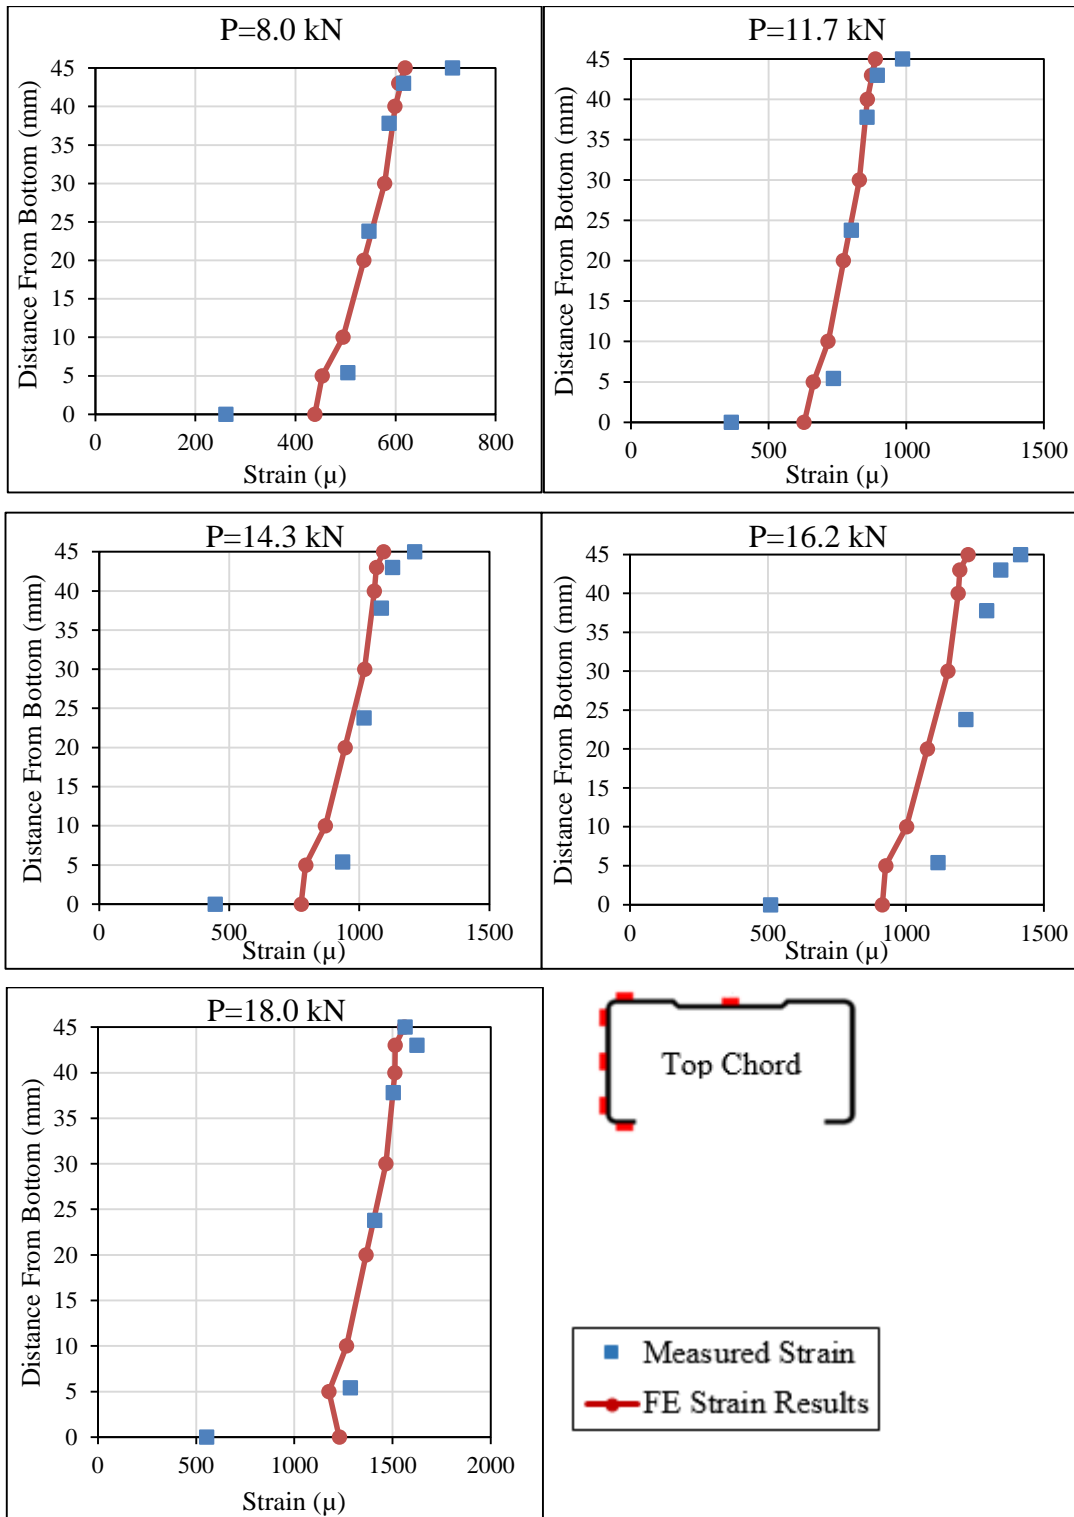 P=8.0 kN
Distance From Bottom (mm)
45
40
35
30
25
20
15
10
5
0
0 200 400 600 800
Strain (µ)
P=11.7 kN
Distance From Bottom (mm)
45
40
35
30
25
20
15
10
5
0
0 500 1000 1500
Strain (µ)
P=14.3 kN
Distance From Bottom (mm)
45
40
35
30
25
20
15
10
5
0
0 500 1000 1500
Strain (µ)
P=16.2 kN
Distance From Bottom (mm)
45
40
35
30
25
20
15
10
5
0
0 500 1000 1500
Strain (µ)
P=18.0 kN
Distance From Bottom (mm)
45
40
35
30
25
20
15
10
5
0
0 500 1000 1500 2000
Strain (µ)
Top Chord
Measured Strain
FE Strain Results